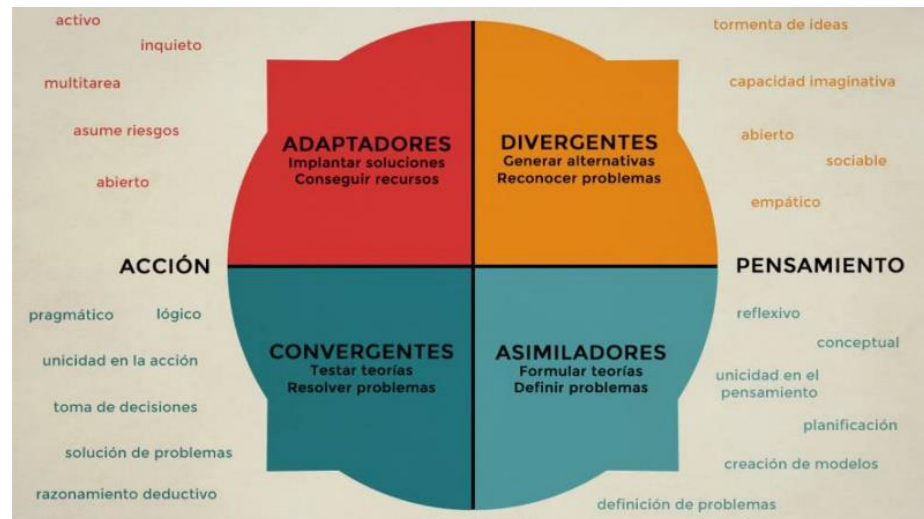 activo
inquieto
multitarea
asume riesgos
abierto
ADAPTADORES
Implantar soluciones
Conseguir recursos
DIVERGENTES
Generar alternativas
Reconocer problemas
tormenta de ideas
capacidad imaginativa
abierto
sociable
empático
ACCIÓN
PENSAMIENTO
pragmático
lógico
unicidad en la acción
toma de decisiones
solución de problemas
razonamiento deductivo
CONVERGENTES
Testar teorías
Resolver problemas
ASIMILADORES
Formular teorías
Definir problemas
reflexivo
conceptual
unicidad en el
pensamiento
planificación
creación de modelos
definición de problemas